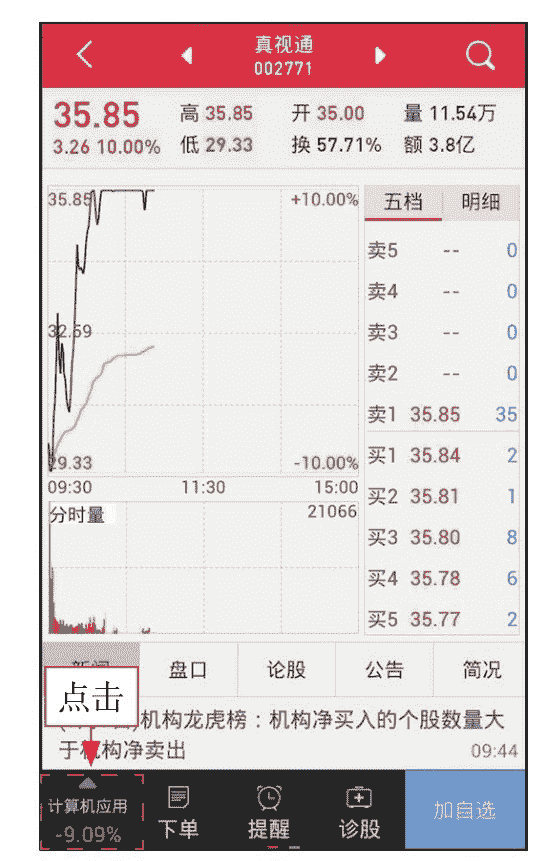 真视通
002771
35.85 高 35.85 开 35.00 量 11.54万
3.26 10.00% 低 29.33 换 57.71% 额 3.8亿
35.85 +10.00%
32.59
29.33 -10.00%
09:30 11:30 15:00
分时量 21066
五档 明细
卖5 -- 0
卖4 -- 0
卖3 -- 0
卖2 -- 0
卖1 35.85 35
买1 35.84 2
买2 35.81 1
买3 35.80 8
买4 35.78 6
买5 35.77 2
新闻 盘口 论股 公告 简况
点击
机构龙虎榜：机构净买入的个股数量大
于机构净卖出 09:44
计算机应用
-9.09%
下单 提醒 诊股 加自选